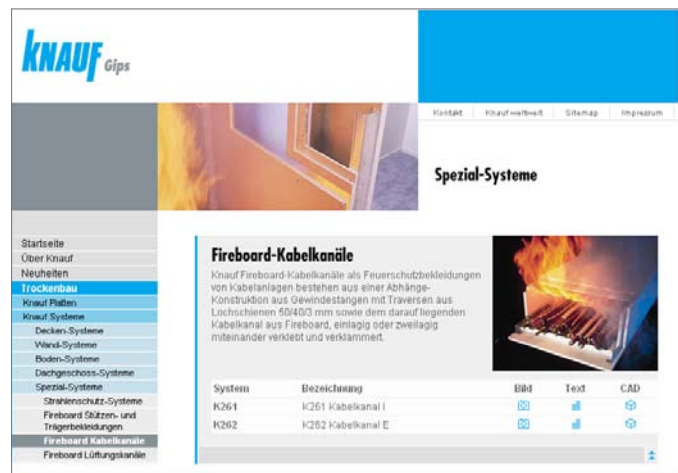 KNAUF Gips
Kontakt Knauf weltweit Sitemap Impressum
Spezial-Systeme
Startseite
Über Knauf
Neuheiten
Trockenbau
Knauf Platten
Knauf Systeme
Decken-Systeme
Wand-Systeme
Boden-Systeme
Dachgeschoss-Systeme
Spezial-Systeme
Strahlenschutz-Systeme
Fireboard Stützen- und
Trägerbekleidungen
Fireboard Kabelkanäle
Fireboard Lüftungskanäle
Fireboard-Kabelkanäle
Knauf Fireboard-Kabelkanäle als Feuerschutzbekleidungen
von Kabelanlagen bestehen aus einer Abhänge-
Konstruktion aus Gewindestangen mit Traversen aus
Lochschienen 50/40/3 mm sowie dem darauf liegenden
Kabelkanal aus Fireboard, einlagig oder zweilagig
miteinander verklebt und verklammert.
System Bezeichnung Bild Text CAD
K261 K261 Kabelkanal I
K262 K262 Kabelkanal E